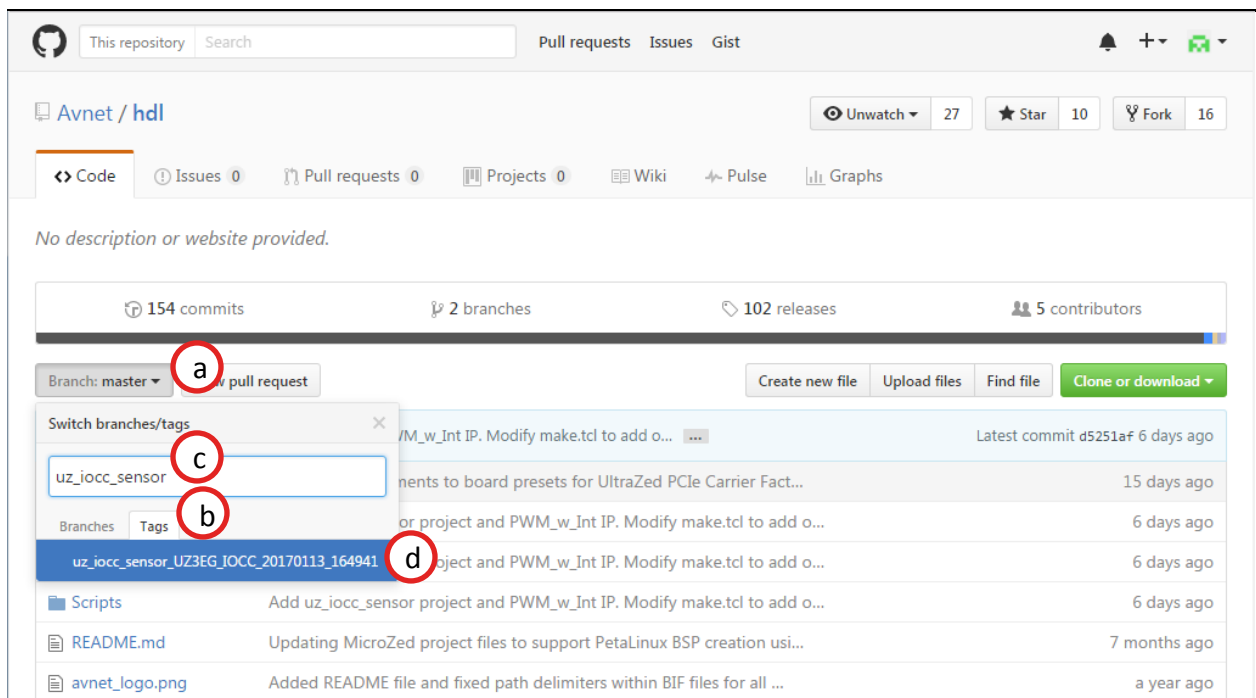 This repository Search Pull requests Issues Gist
Avnet / hdl Unwatch 27 Star 10 Fork 16
Code Issues 0 Pull requests 0 Projects 0 Wiki Pulse Graphs
No description or website provided.
154 commits 2 branches 102 releases 5 contributors
Branch: master a pull request Create new file Upload files Find file Clone or download
Switch branches/tags
M_w_Int IP. Modify make.tcl to add o... ... Latest commit d5251af 6 days ago
c
uz_iocc_sensor
ments to board presets for UltraZed PCIe Carrier Fact... 15 days ago
Branches Tags b
or project and PWM_w_Int IP. Modify make.tcl to add o... 6 days ago
uz_iocc_sensor_UZ3EG_IOCC_20170113_164941 d
oject and PWM_w_Int IP. Modify make.tcl to add o... 6 days ago
Scripts Add uz_iocc_sensor project and PWM_w_Int IP. Modify make.tcl to add o... 6 days ago
README.md Updating MicroZed project files to support PetaLinux BSP creation usi... 7 months ago
avnet_logo.png Added README file and fixed path delimiters within BIF files for all ... a year ago